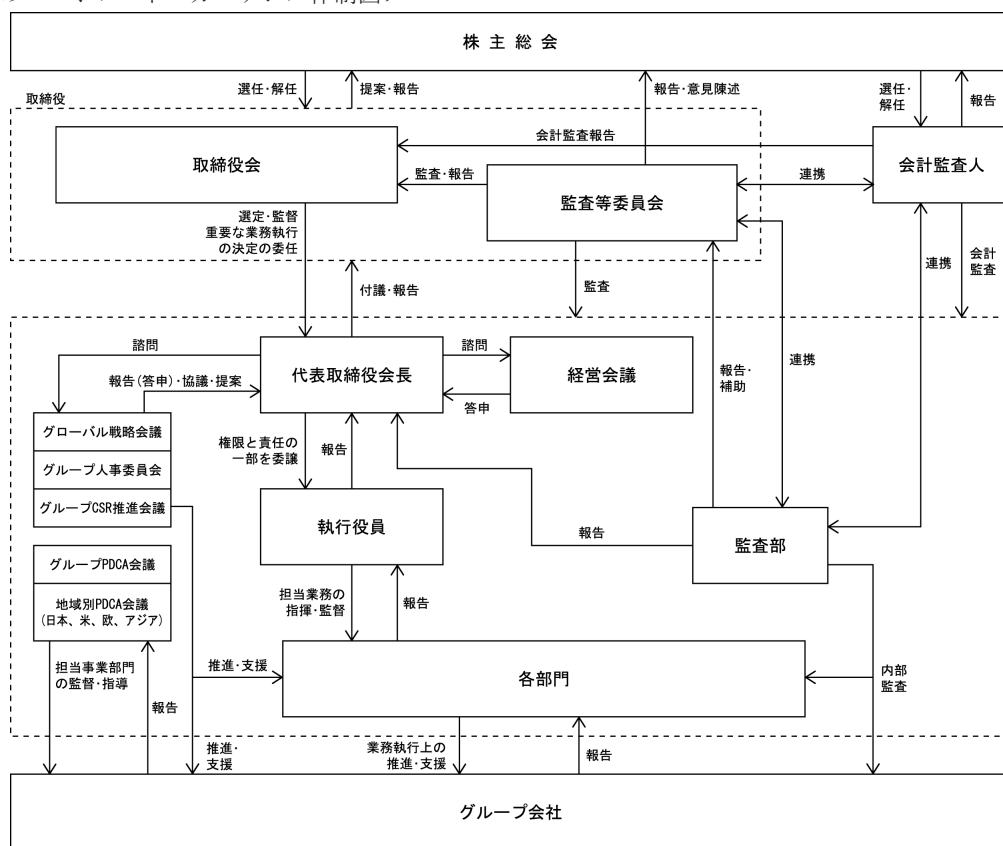 株主総会
選任・解任
提案・報告
報告・意見陳述
選任・
解任
報告
取締役
取締役会
会計監査報告
会計監査人
監査・報告
監査等委員会
連携
選定・監督
重要な業務執行
の決定の委任
付議・報告
監査
連携
会計
監査
諮問
代表取締役会長
諮問
経営会議
報告・
補助
連携
報告(答申)・協議・提案
答申
グローバル戦略会議
グループ人事委員会
グループCSR推進会議
権限と責任の
一部を委譲
報告
執行役員
報告
監査部
グループPDCA会議
地域別PDCA会議
(日本、米、欧、アジア)
担当業務の
指揮・監督
報告
担当事業部門
の監督・指導
報告
推進・支援
各部門
内部
監査
推進・
支援
業務執行上の
推進・支援
報告
グループ会社